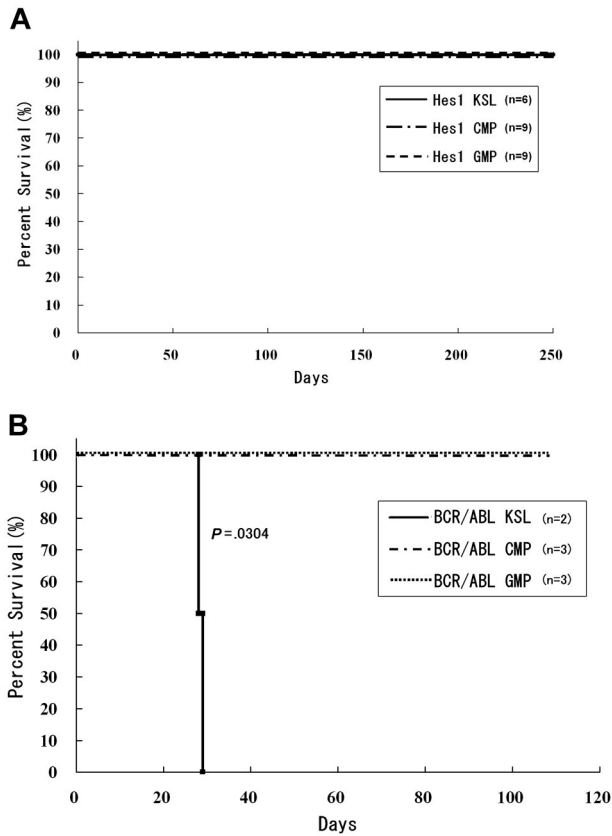 A
Percent Survival(%)
100
90
80
70
60
50
40
30
20
10
0
Hes1 KSL (n=6)
Hes1 CMP (n=9)
Hes1 GMP (n=9)
0 50 100 150 200 250
Days
B
Percent Survival(%)
100
90
80
70
60
50
40
30
20
10
0
P=.0304
BCR/ABL KSL (n=2)
BCR/ABL CMP (n=3)
BCR/ABL GMP (n=3)
0 20 40 60 80 100 120
Days